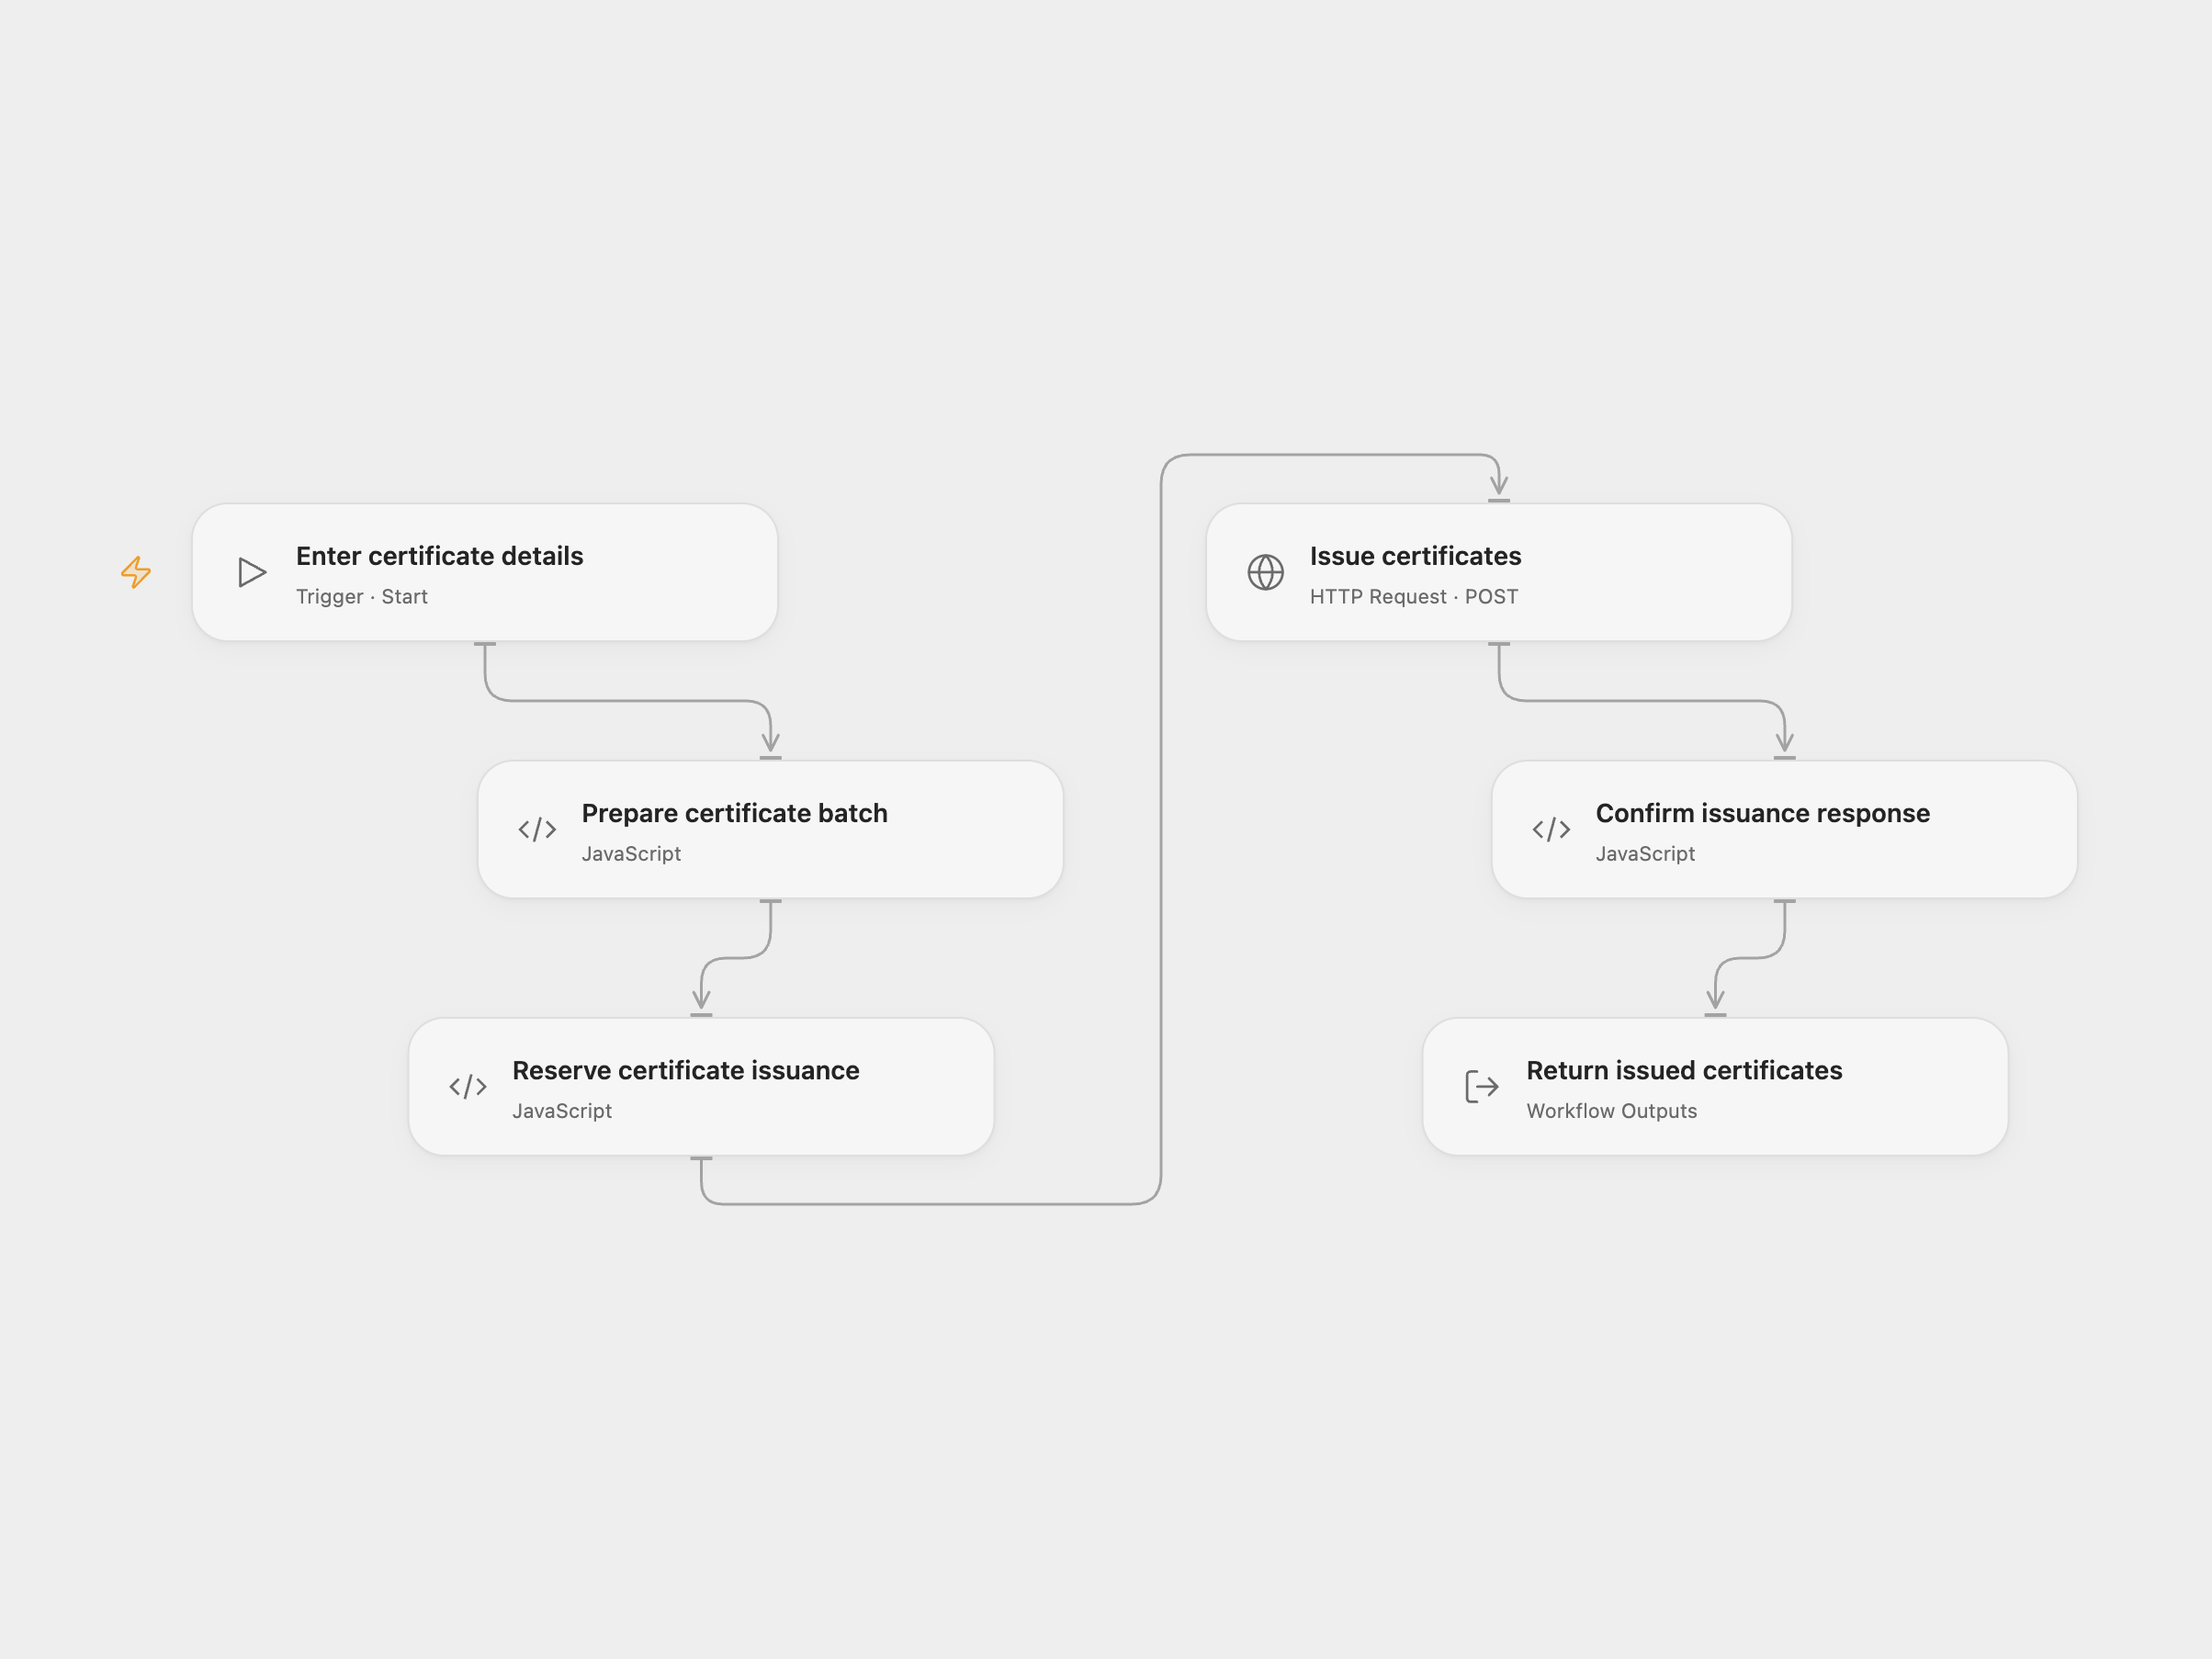 Enter certificate details
Trigger · Start
Prepare certificate batch
JavaScript
Reserve certificate issuance
JavaScript
Issue certificates
HTTP Request · POST
Confirm issuance response
JavaScript
Return issued certificates
Workflow Outputs